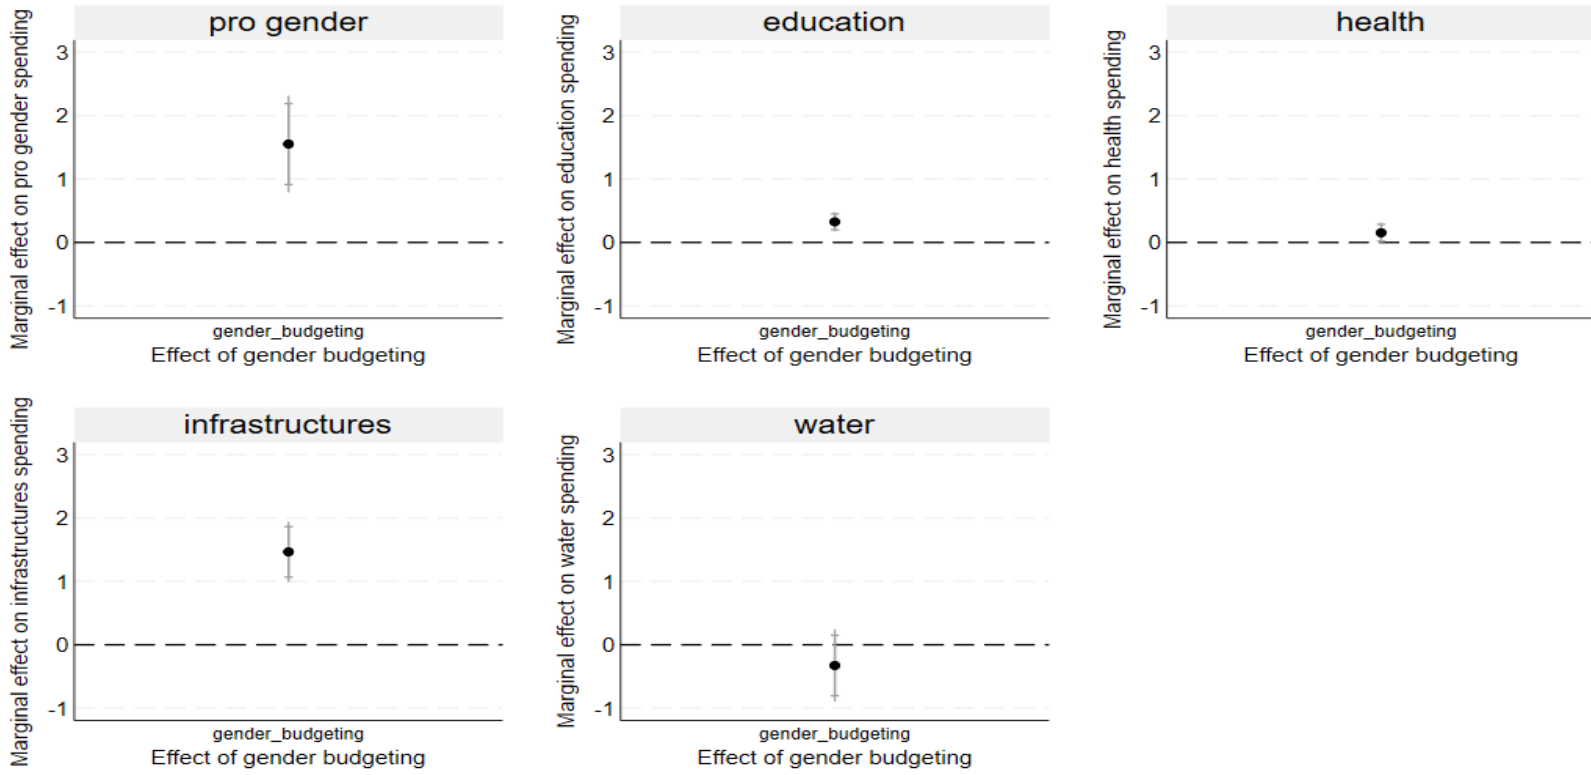 pro gender
Marginal effect on pro gender spending
3
2
1
0
-1
gender_budgeting
Effect of gender budgeting
education
Marginal effect on education spending
3
2
1
0
-1
gender_budgeting
Effect of gender budgeting
health
Marginal effect on health spending
3
2
1
0
-1
gender_budgeting
Effect of gender budgeting
infrastructures
Marginal effect on infrastructures spending
3
2
1
0
-1
gender_budgeting
Effect of gender budgeting
water
Marginal effect on water spending
3
2
1
0
-1
gender_budgeting
Effect of gender budgeting